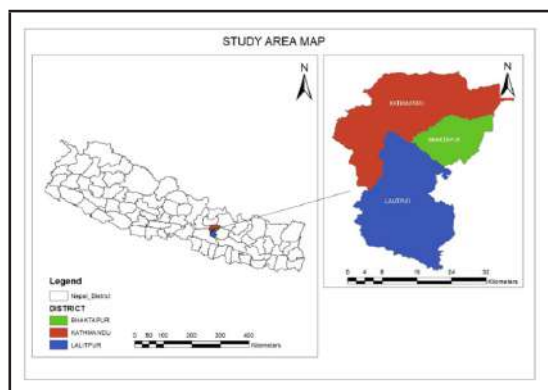 STUDY AREA MAP
N
N
KATHMANDU
BHAKTAPUR
LALITPUR
0 4 8 16 24 32
Kilometers
Legend
Nepal_District
DISTRICT
BHAKTAPUR
KATHMANDU
LALITPUR
0 50 100 200 300 400
Kilometers